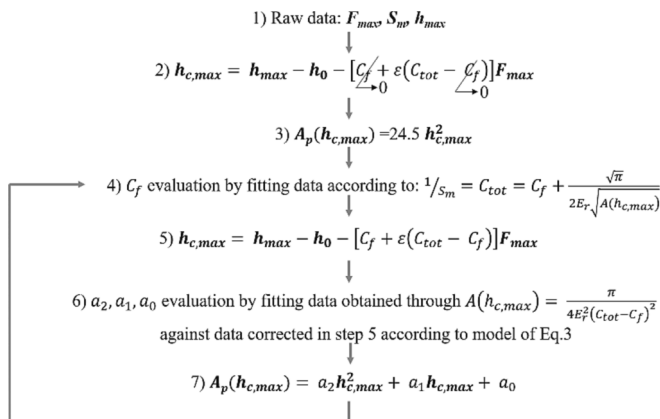 1) Raw data: F_max, S_m, h_max
2) h_c,max = h_max − h_0 − [C_f + ε(C_tot − C_f)]F_max
→0 →0
3) A_p(h_c,max) =24.5 h²_c,max
4) C_f evaluation by fitting data according to: 1/S_m = C_tot = C_f + √π / 2E_r√A(h_c,max)
5) h_c,max = h_max − h_0 − [C_f + ε(C_tot − C_f)]F_max
6) a_2, a_1, a_0 evaluation by fitting data obtained through A(h_c,max) = π / 4E_r²(C_tot−C_f)²
against data corrected in step 5 according to model of Eq.3
7) A_p(h_c,max) = a_2h²_c,max + a_1h_c,max + a_0